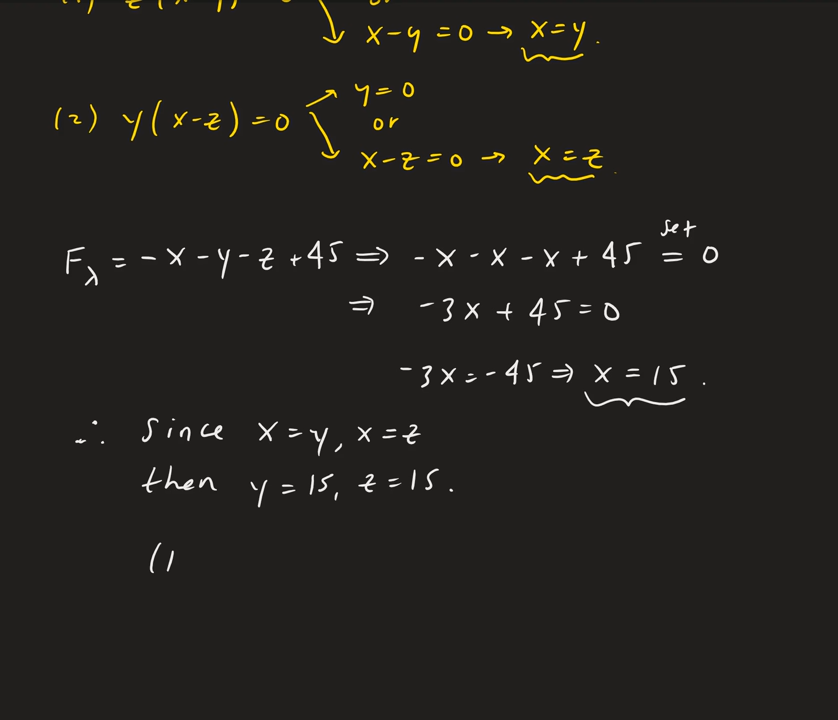 x-y=0 → x=y.
(2) y(x-z)=0 y=0
or
x-z=0 → x=z.
set
Fλ = -x-y-z+45 ⇒ -x-x-x+45 = 0
⇒ -3x+45=0
-3x=-45 ⇒ x=15.
∴ since x=y, x=z
then y=15, z=15.
(1